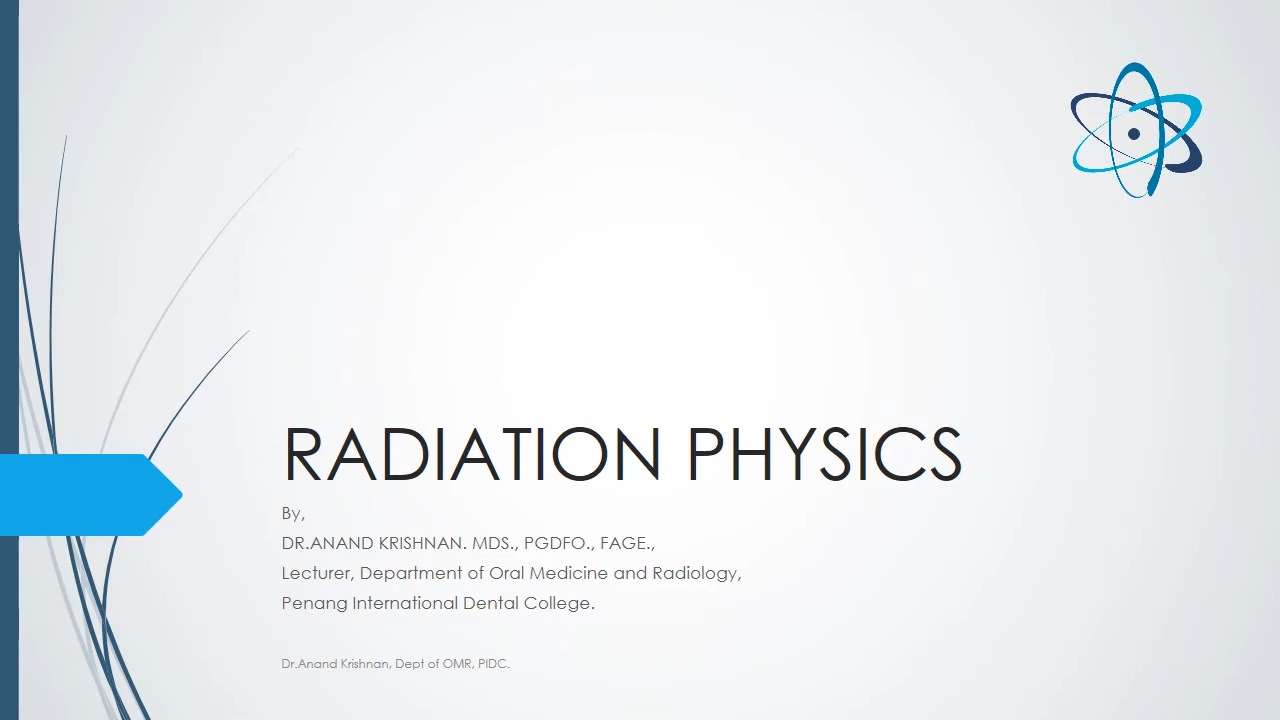 RADIATION PHYSICS
By,
DR.ANAND KRISHNAN. MDS., PGDFO., FAGE.,
Lecturer, Department of Oral Medicine and Radiology,
Penang International Dental College.
Dr.Anand Krishnan, Dept of OMR, PIDC.